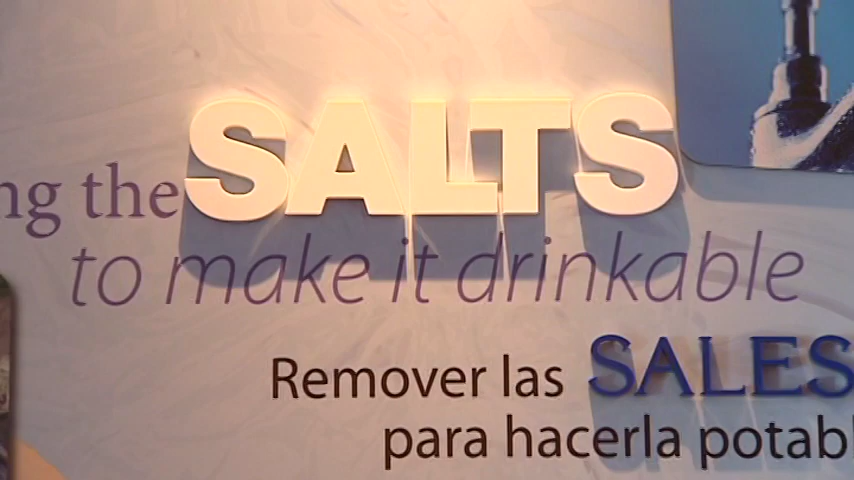 ng the SALTS
to make it drinkable
Remover las SALES
para hacerla potab